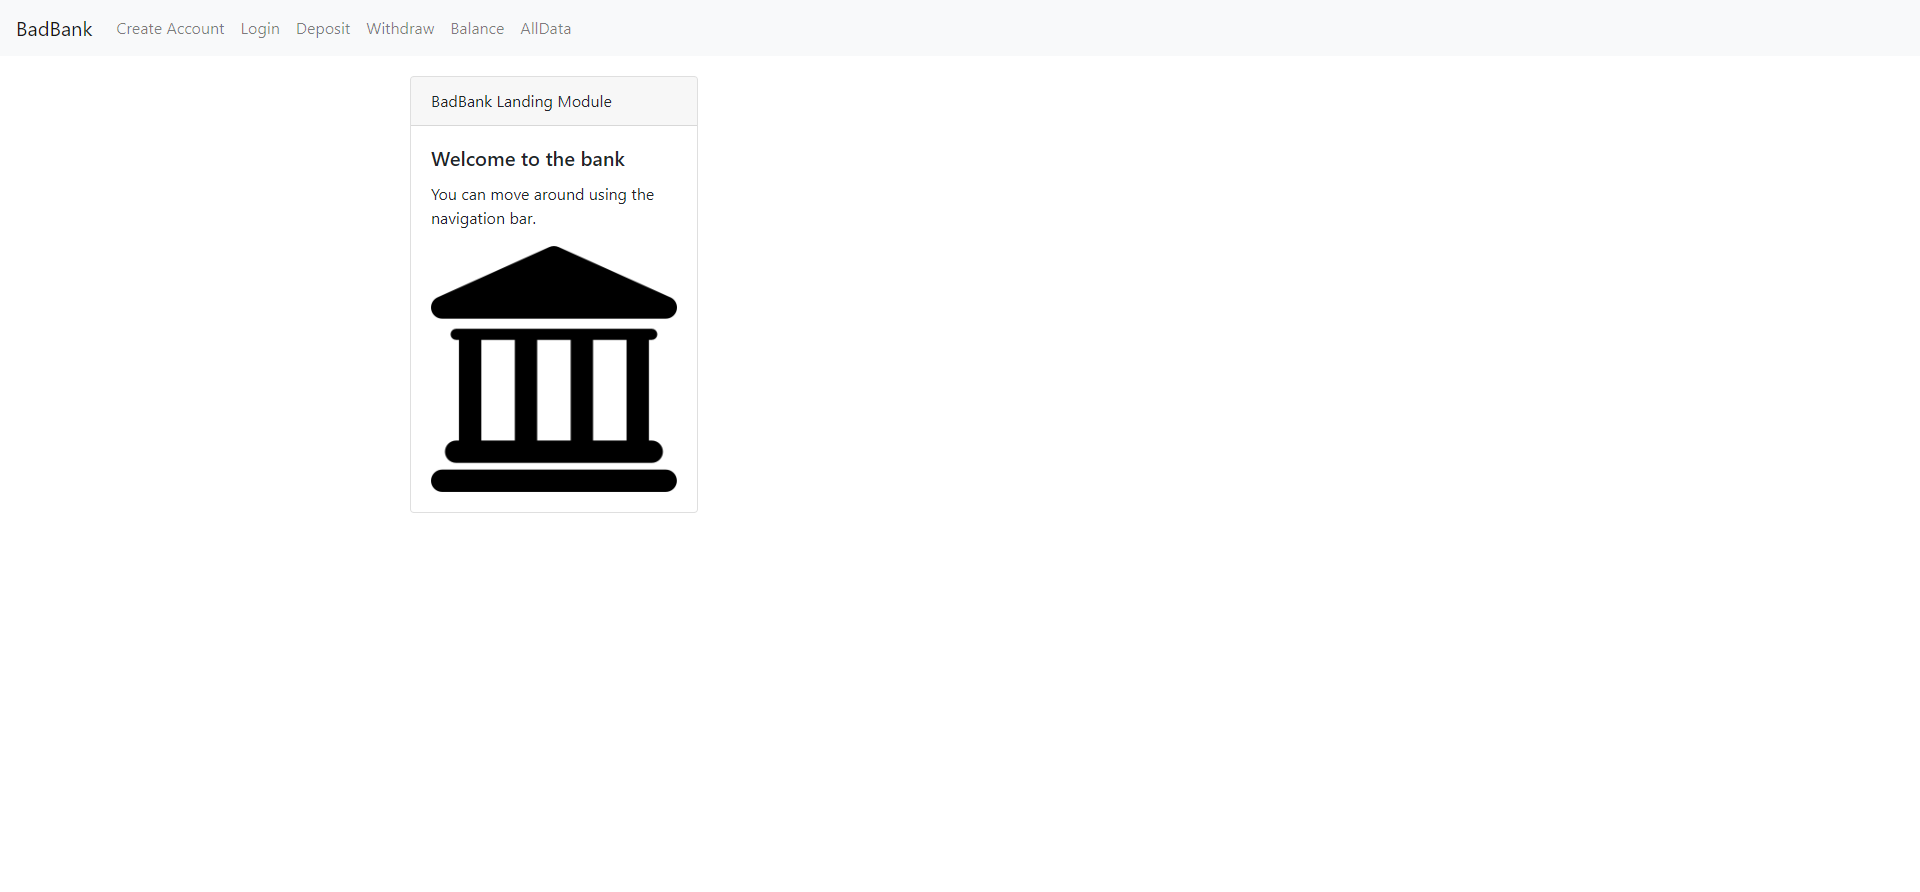 BadBank Create Account Login Deposit Withdraw Balance AllData
BadBank Landing Module
Welcome to the bank
You can move around using the
navigation bar.